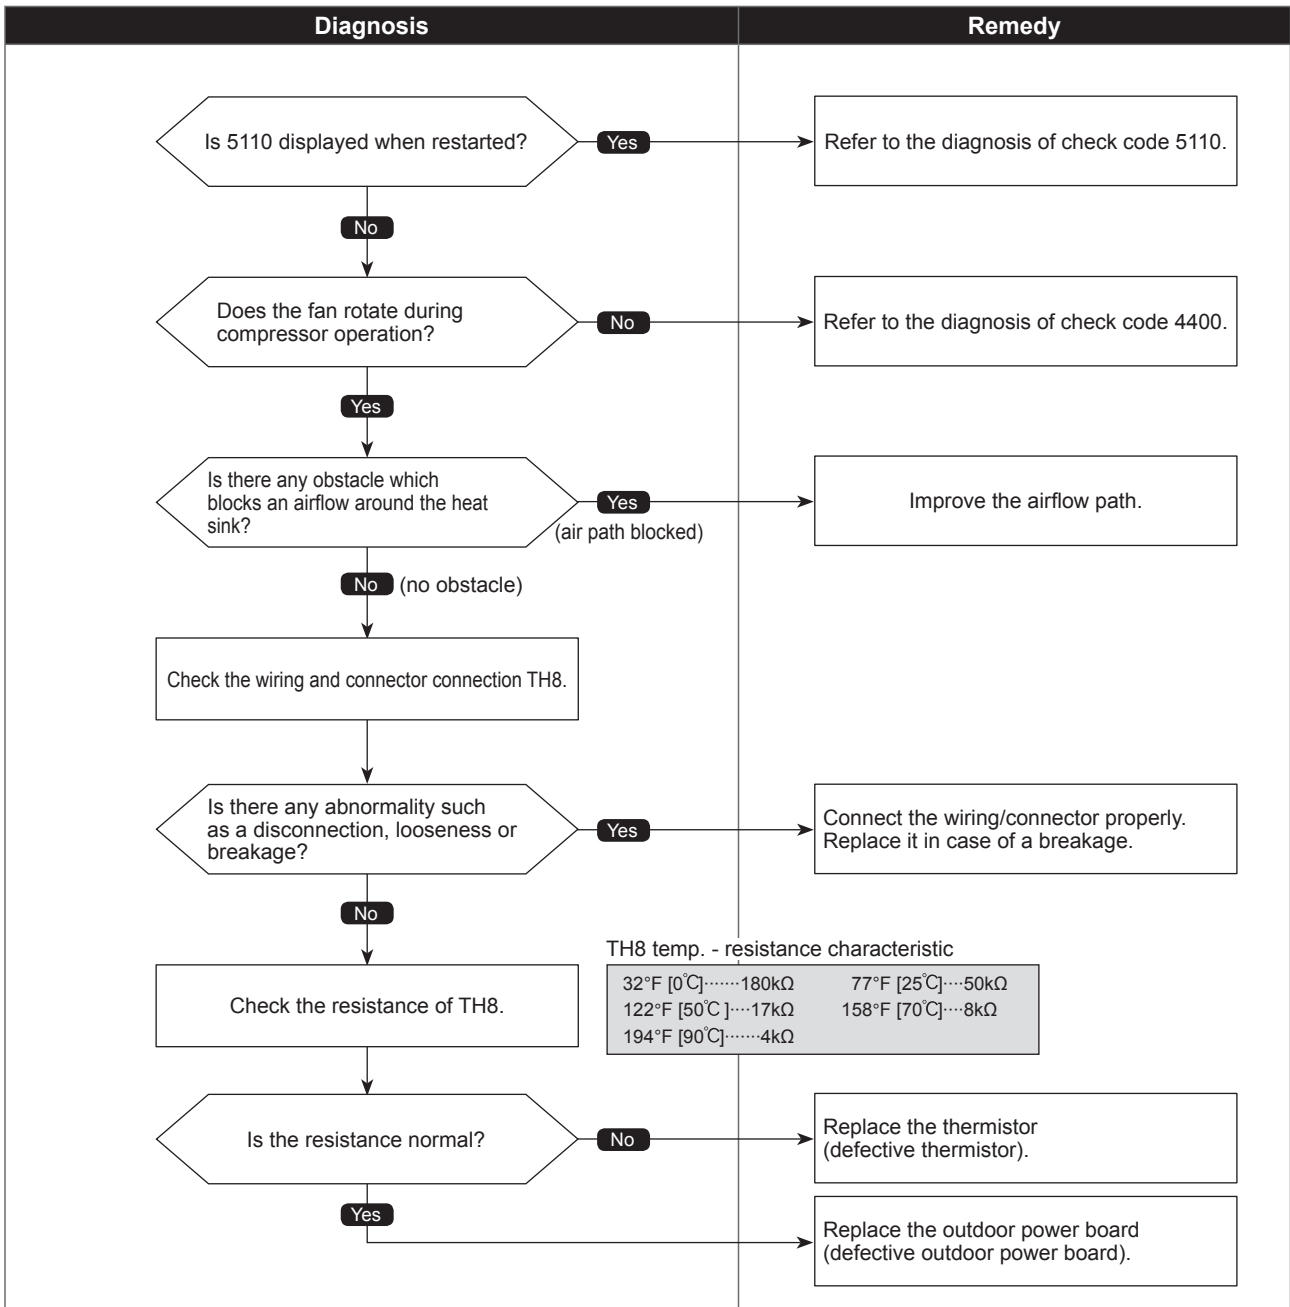 Diagnosis
Remedy
Is 5110 displayed when restarted?
Yes
Refer to the diagnosis of check code 5110.
No
Does the fan rotate during
compressor operation?
No
Refer to the diagnosis of check code 4400.
Yes
Is there any obstacle which
blocks an airflow around the heat
sink?
Yes
(air path blocked)
Improve the airflow path.
No (no obstacle)
Check the wiring and connector connection TH8.
Is there any abnormality such
as a disconnection, looseness or
breakage?
Yes
Connect the wiring/connector properly.
Replace it in case of a breakage.
No
TH8 temp. - resistance characteristic
32°F [0℃]·······180kΩ 77°F [25℃]····50kΩ
122°F [50℃ ]····17kΩ 158°F [70℃]····8kΩ
194°F [90℃]·······4kΩ
Check the resistance of TH8.
Is the resistance normal?
No
Replace the thermistor
(defective thermistor).
Yes
Replace the outdoor power board
(defective outdoor power board).